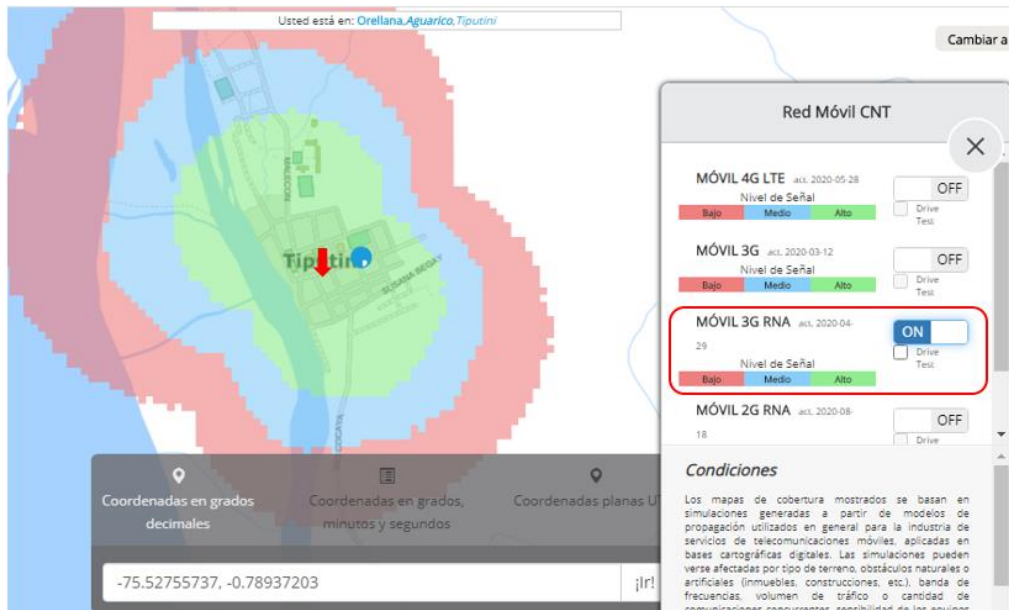 Usted está en: Orellana,Aguarico,Tiputini
Cambiar a
MALECON
Tiputini
SUSANA BEGAY
COCAYA
Red Móvil CNT
MÓVIL 4G LTE act. 2020-05-28
OFF
Nivel de Señal
Bajo Medio Alto
Drive
Test
MÓVIL 3G act. 2020-03-12
OFF
Nivel de Señal
Bajo Medio Alto
Drive
Test
MÓVIL 3G RNA act. 2020-04-
29
ON
Nivel de Señal
Bajo Medio Alto
Drive
Test
MÓVIL 2G RNA act. 2020-08-
18
OFF
Drive
Coordenadas en grados
decimales
Coordenadas en grados,
minutos y segundos
Coordenadas planas U
-75.52755737, -0.78937203
¡Ir!
Condiciones
Los mapas de cobertura mostrados se basan en
simulaciones generadas a partir de modelos de
propagación utilizados en general para la industria de
servicios de telecomunicaciones móviles, aplicadas en
bases cartográficas digitales. Las simulaciones pueden
verse afectadas por tipo de terreno, obstáculos naturales o
artificiales (inmuebles, construcciones, etc.), banda de
frecuencias, volumen de tráfico o cantidad de
comunicaciones concurrentes, sensibilidad de los equipos